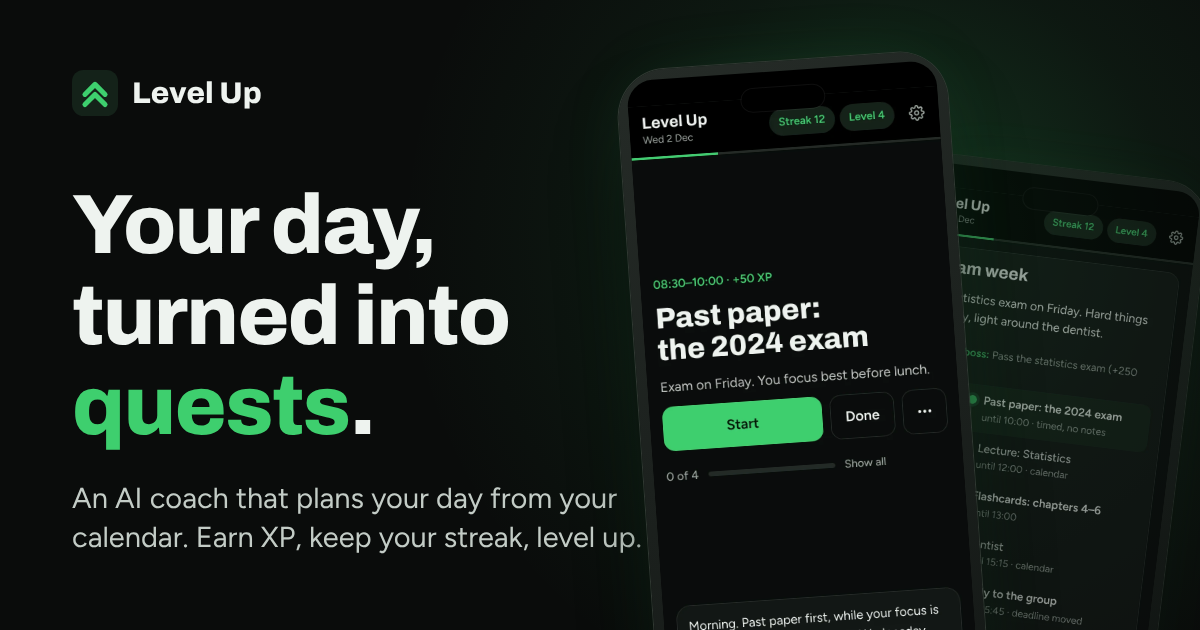 Level Up
Your day,
turned into
quests.
An AI coach that plans your day from your
calendar. Earn XP, keep your streak, level up.
Level Up
Wed 2 Dec
Streak 12
Level 4
08:30–10:00 · +50 XP
Past paper:
the 2024 exam
Exam on Friday. You focus best before lunch.
Start
Done
0 of 4
Show all
Morning. Past paper first, while your focus is
el Up
Dec
Streak 12
Level 4
am week
tistics exam on Friday. Hard things
y, light around the dentist.
boss: Pass the statistics exam (+250
Past paper: the 2024 exam
until 10:00 · timed, no notes
Lecture: Statistics
until 12:00 · calendar
Flashcards: chapters 4–6
ntil 13:00
ntist
15:15 · calendar
y to the group
5:45 · deadline moved